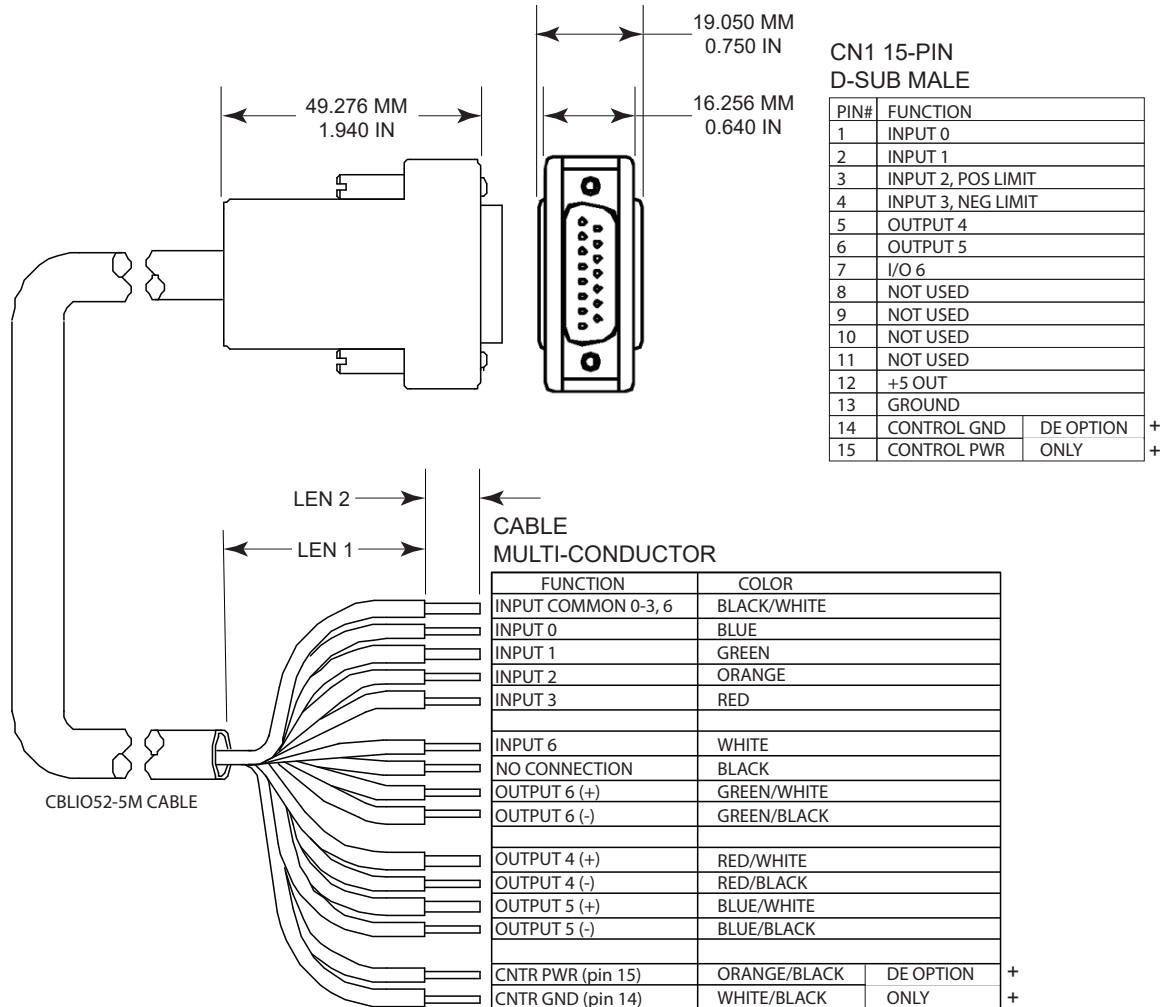 19.050 MM
0.750 IN
49.276 MM
1.940 IN
16.256 MM
0.640 IN
CN1 15-PIN
D-SUB MALE
PIN# FUNCTION
1 INPUT 0
2 INPUT 1
3 INPUT 2, POS LIMIT
4 INPUT 3, NEG LIMIT
5 OUTPUT 4
6 OUTPUT 5
7 I/O 6
8 NOT USED
9 NOT USED
10 NOT USED
11 NOT USED
12 +5 OUT
13 GROUND
14 CONTROL GND DE OPTION +
15 CONTROL PWR ONLY +
LEN 2
LEN 1
CBLIO52-5M CABLE
CABLE
MULTI-CONDUCTOR
FUNCTION COLOR
INPUT COMMON 0-3, 6 BLACK/WHITE
INPUT 0 BLUE
INPUT 1 GREEN
INPUT 2 ORANGE
INPUT 3 RED
INPUT 6 WHITE
NO CONNECTION BLACK
OUTPUT 6 (+) GREEN/WHITE
OUTPUT 6 (-) GREEN/BLACK
OUTPUT 4 (+) RED/WHITE
OUTPUT 4 (-) RED/BLACK
OUTPUT 5 (+) BLUE/WHITE
OUTPUT 5 (-) BLUE/BLACK
CNTR PWR (pin 15) ORANGE/BLACK DE OPTION +
CNTR GND (pin 14) WHITE/BLACK ONLY +